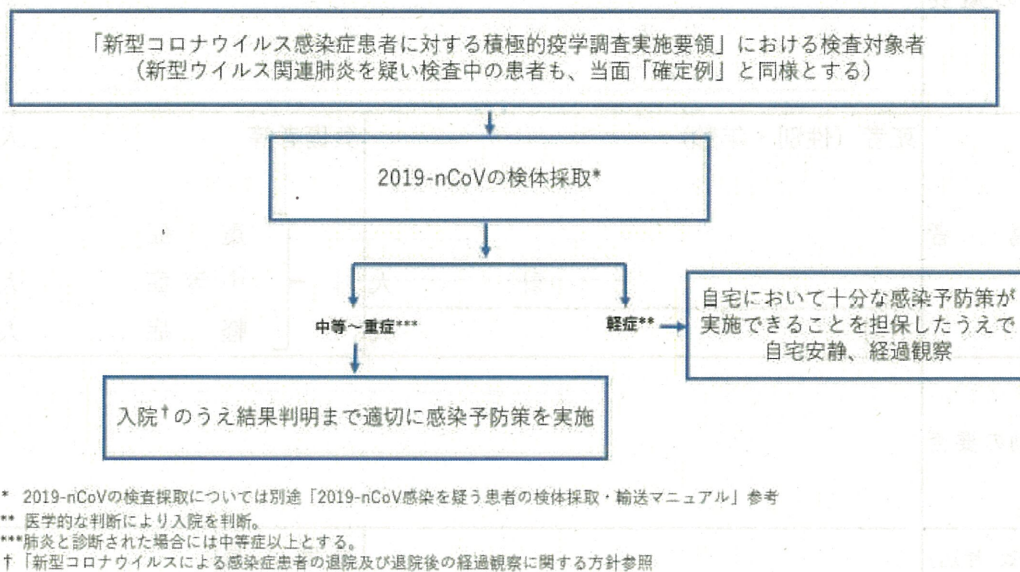 「新型コロナウイルス感染症患者に対する積極的疫学調査実施要領」における検査対象者
（新型ウイルス関連肺炎を疑い検査中の患者も、当面「確定例」と同様とする）
2019-nCoVの検体採取*
中等～重症***
軽症**
自宅において十分な感染予防策が
実施できることを担保したうえで
自宅安静、経過観察
入院†のうえ結果判明まで適切に感染予防策を実施
* 2019-nCoVの検査採取については別途「2019-nCoV感染を疑う患者の検体採取・輸送マニュアル」参考
** 医学的な判断により入院を判断。
***肺炎と診断された場合には中等症以上とする。
† 「新型コロナウイルスによる感染症患者の退院及び退院後の経過観察に関する方針参照